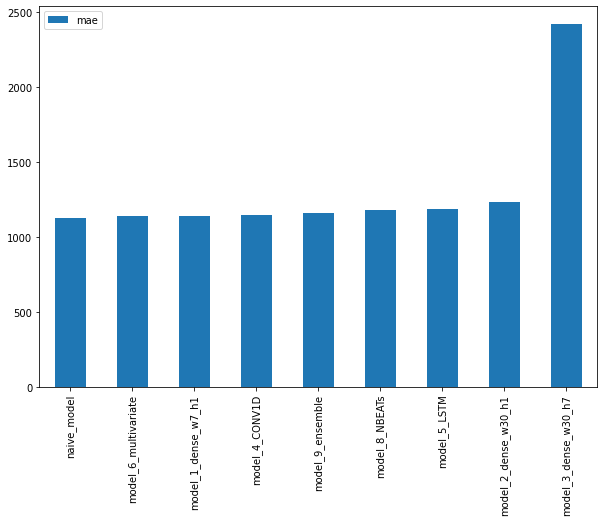 2500
2000
1500
1000
500
0
mae
naive_model
model_6_multivariate
model_1_dense_w7_h1
model_4_CONV1D
model_9_ensemble
model_8_NBEATs
model_5_LSTM
model_2_dense_w30_h1
model_3_dense_w30_h7